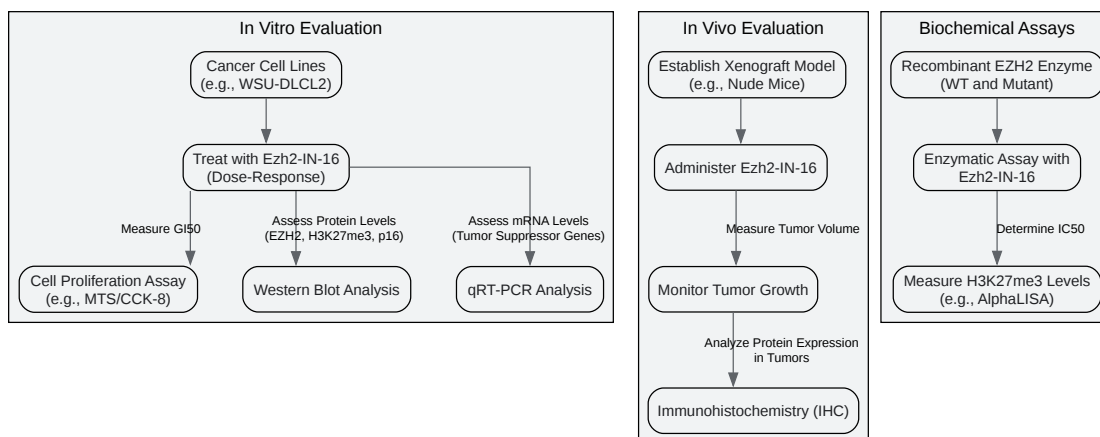 In Vitro Evaluation
Cancer Cell Lines
(e.g., WSU-DLCL2)
Treat with Ezh2-IN-16
(Dose-Response)
Measure GI50
Assess Protein Levels
(EZH2, H3K27me3, p16)
Assess mRNA Levels
(Tumor Suppressor Genes)
Cell Proliferation Assay
(e.g., MTS/CCK-8)
Western Blot Analysis
qRT-PCR Analysis
In Vivo Evaluation
Establish Xenograft Model
(e.g., Nude Mice)
Administer Ezh2-IN-16
Measure Tumor Volume
Monitor Tumor Growth
Analyze Protein Expression
in Tumors
Immunohistochemistry (IHC)
Biochemical Assays
Recombinant EZH2 Enzyme
(WT and Mutant)
Enzymatic Assay with
Ezh2-IN-16
Determine IC50
Measure H3K27me3 Levels
(e.g., AlphaLISA)